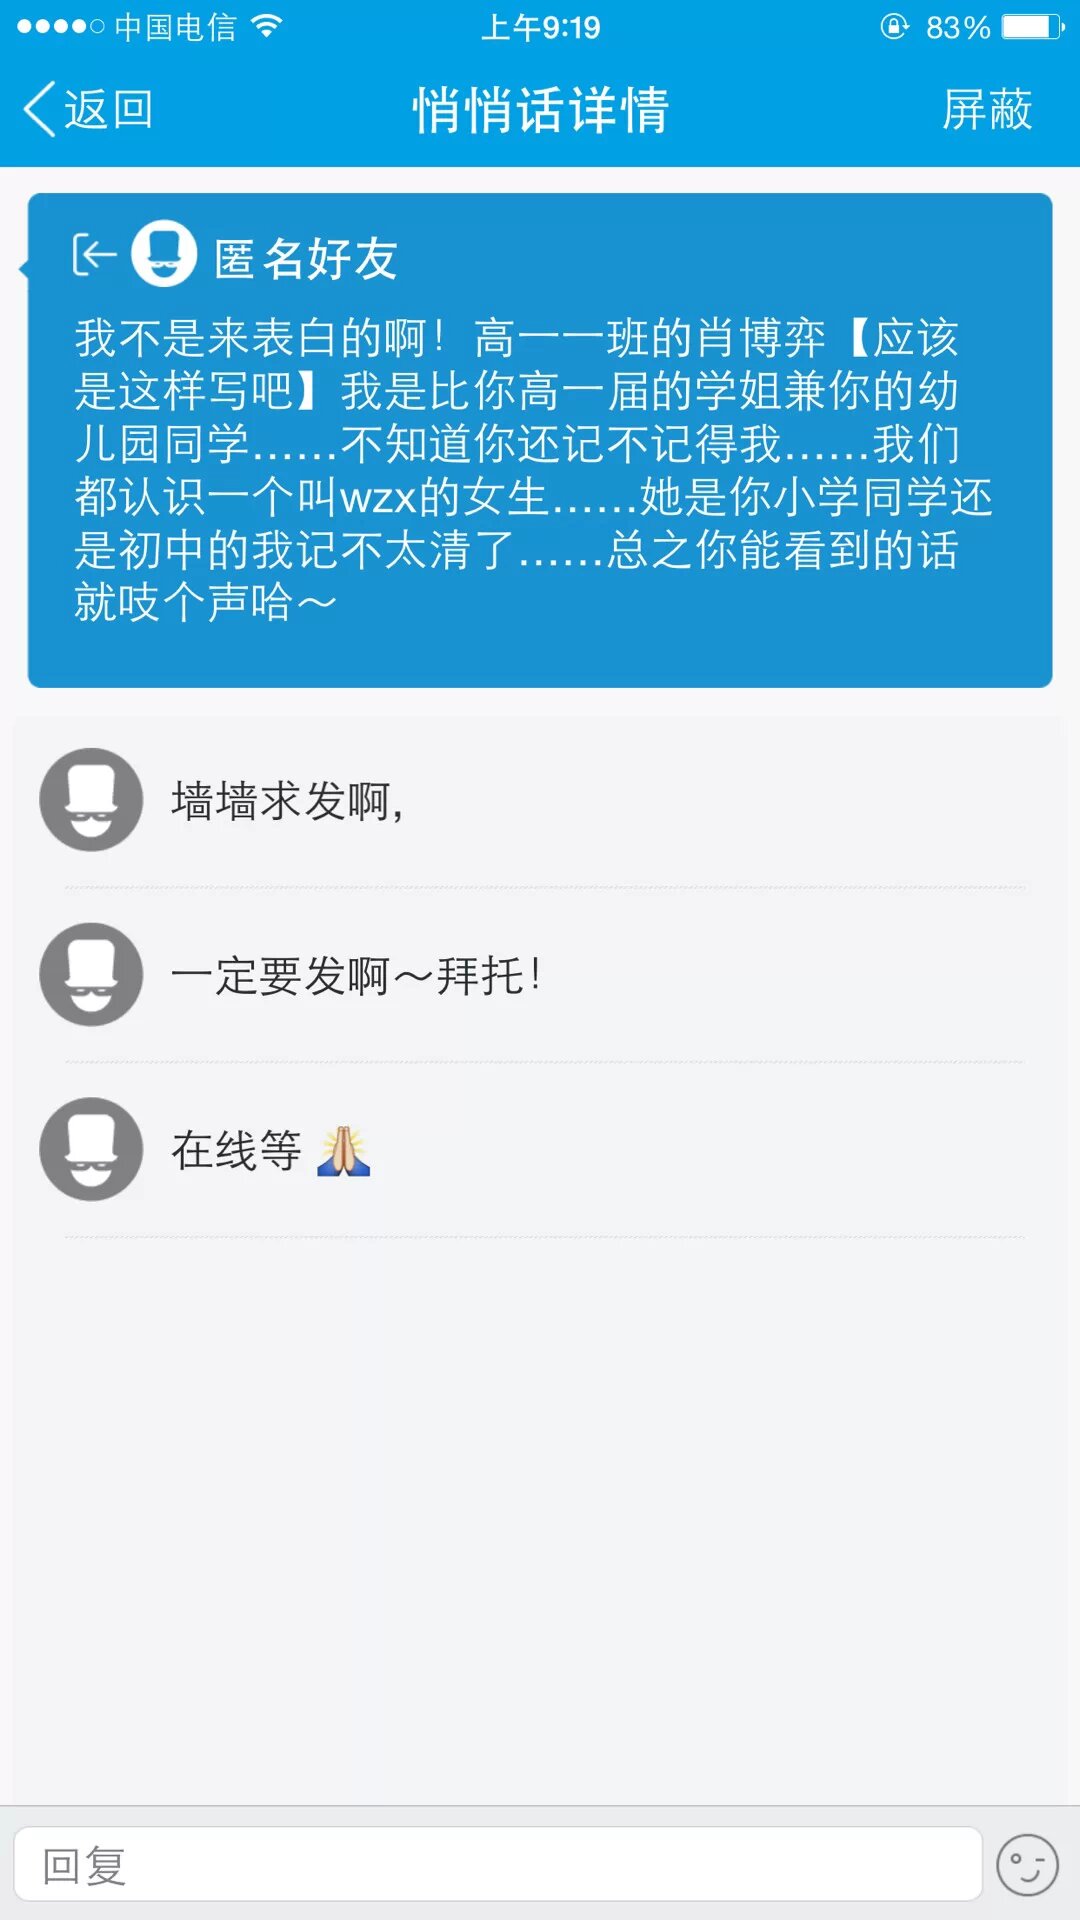 中国电信
上午9:19
83%
返回
悄悄话详情
屏蔽
匿名好友
我不是来表白的啊！高一一班的肖博弈【应该
是这样写吧】我是比你高一届的学姐兼你的幼
儿园同学……不知道你还记不记得我……我们
都认识一个叫wzx的女生……她是你小学同学还
是初中的我记不太清了……总之你能看到的话
就吱个声哈～
墙墙求发啊,
一定要发啊～拜托！
在线等 🙏
回复